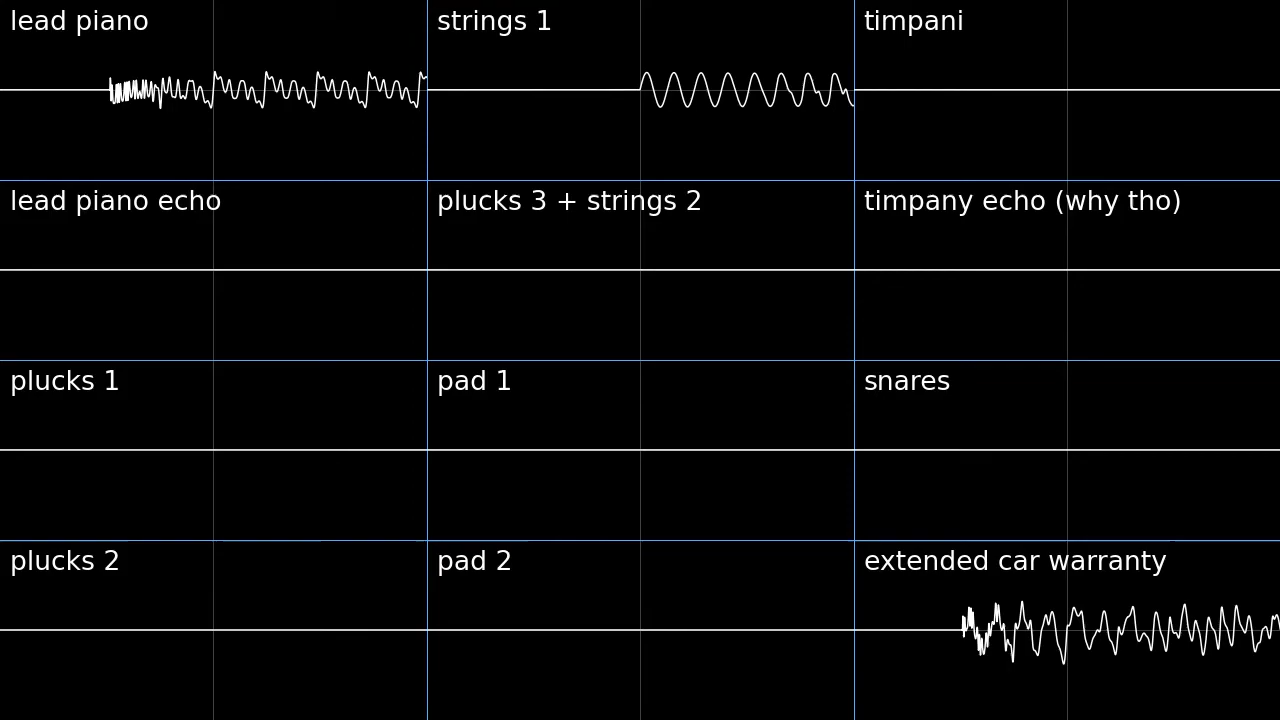 lead piano
strings 1
timpani
lead piano echo
plucks 3 + strings 2
timpany echo (why tho)
plucks 1
pad 1
snares
plucks 2
pad 2
extended car warranty